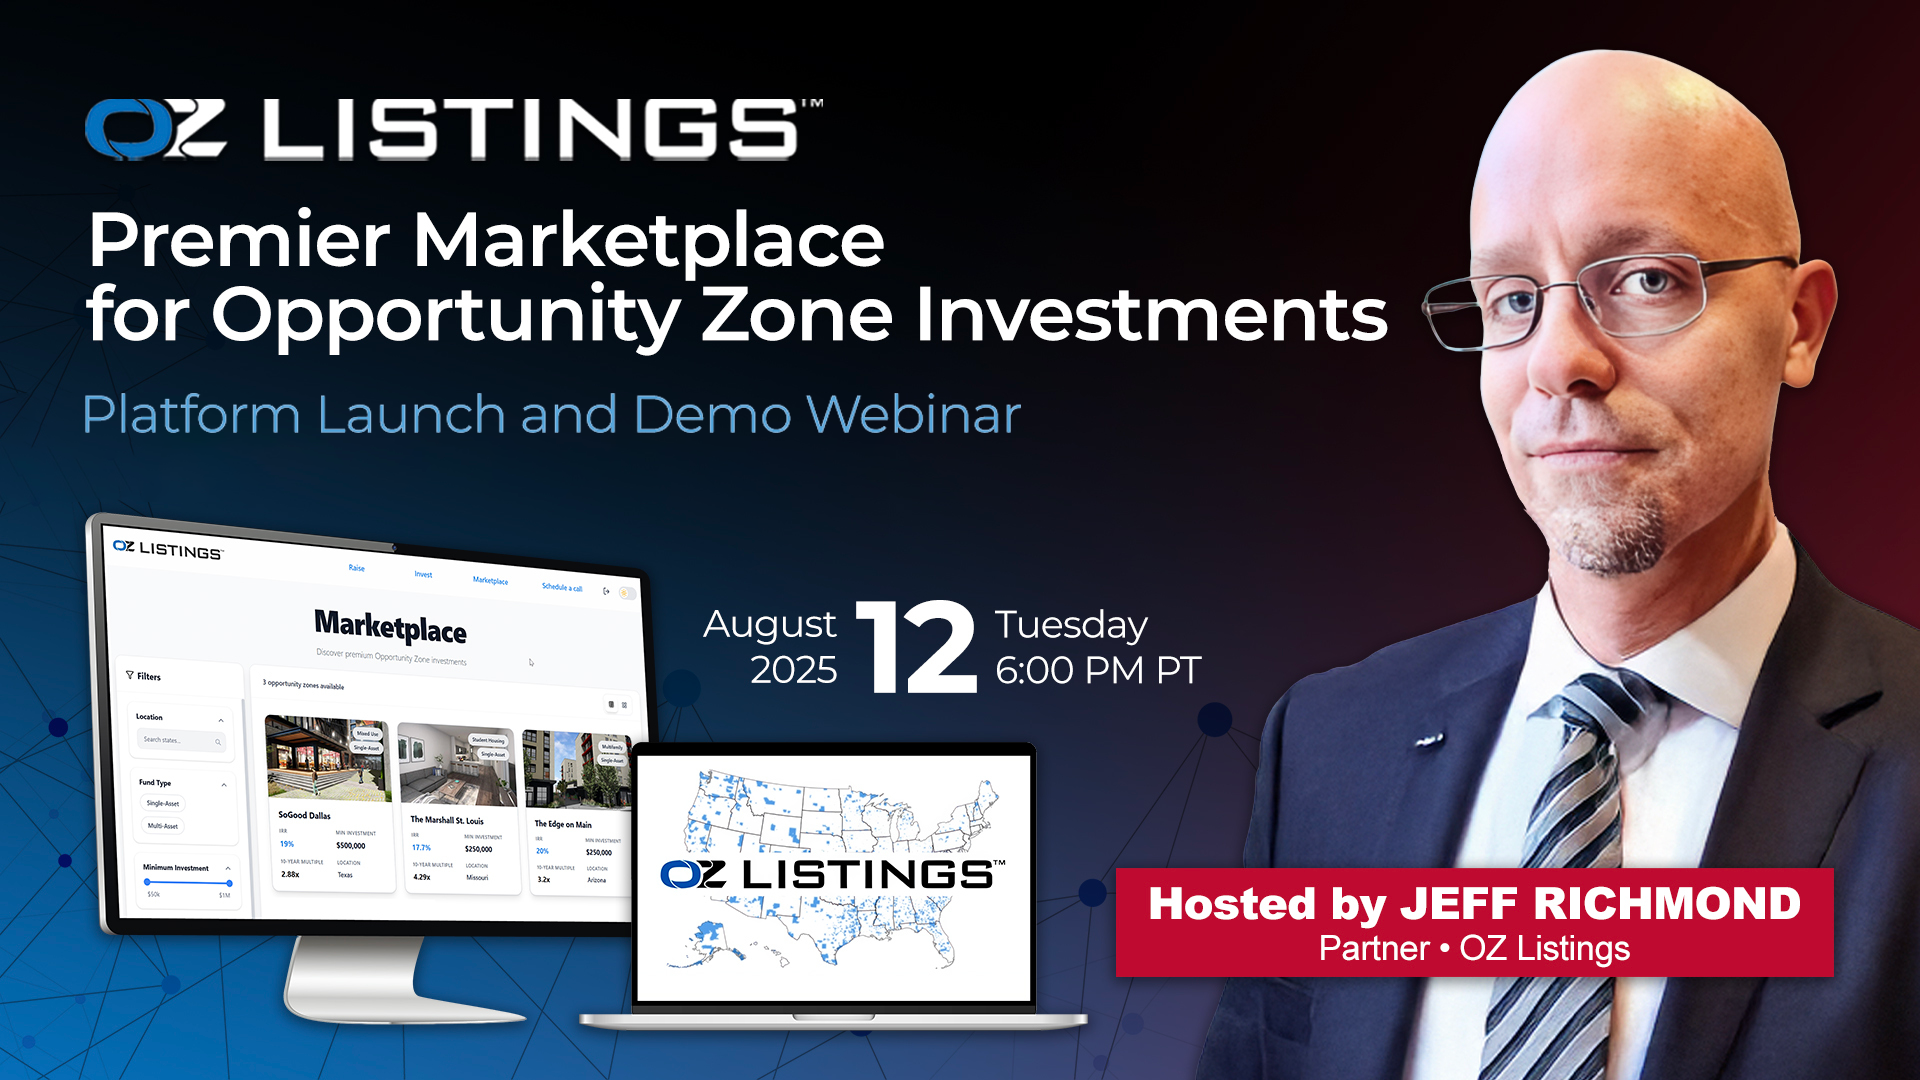 OZ LISTINGS™
Premier Marketplace
for Opportunity Zone Investments
Platform Launch and Demo Webinar
August 2025
12
Tuesday
6:00 PM PT
OZ LISTINGS™
Raise
Invest
Marketplace
Schedule a call
Marketplace
Discover premium Opportunity Zone investments
Filters
Location
Search states...
Fund Type
Single-Asset
Multi-Asset
Minimum Investment
$50k
$1M
3 opportunity zones available
Mixed Use
Single-Asset
SoGood Dallas
IRR
MIN INVESTMENT
19%
$500,000
10-YEAR MULTIPLE
LOCATION
2.88x
Texas
Student Housing
Single-Asset
The Marshall St. Louis
IRR
MIN INVESTMENT
17.7%
$250,000
10-YEAR MULTIPLE
LOCATION
4.29x
Missouri
Multifamily
Single-Asset
The Edge on Main
IRR
MIN INVESTMENT
20%
$250,000
10-YEAR MULTIPLE
LOCATION
3.2x
Arizona
OZ LISTINGS™
Hosted by JEFF RICHMOND
Partner • OZ Listings